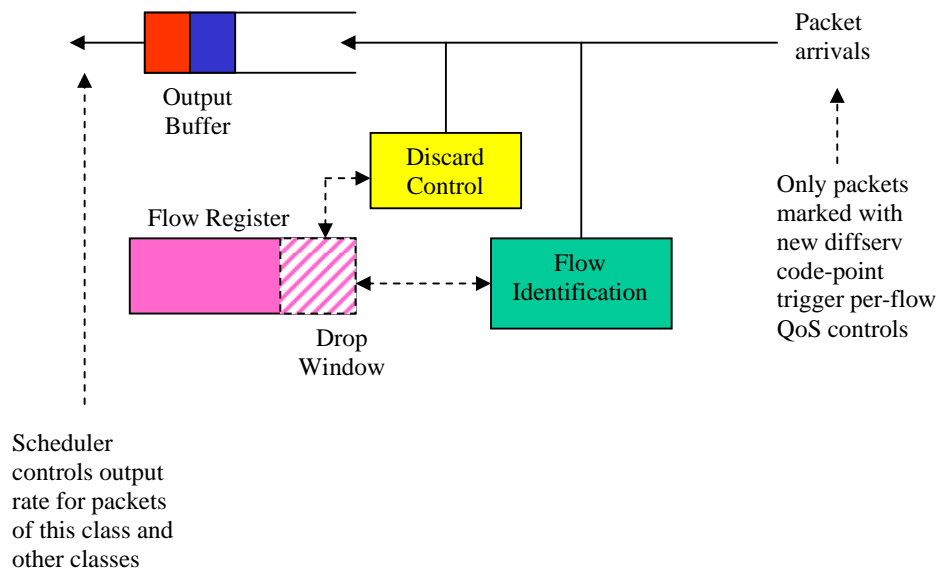 Packet
arrivals
Output
Buffer
Discard
Control
Only packets
marked with
new diffserv
code-point
trigger per-flow
QoS controls
Flow Register
Flow
Identification
Drop
Window
Scheduler
controls output
rate for packets
of this class and
other classes